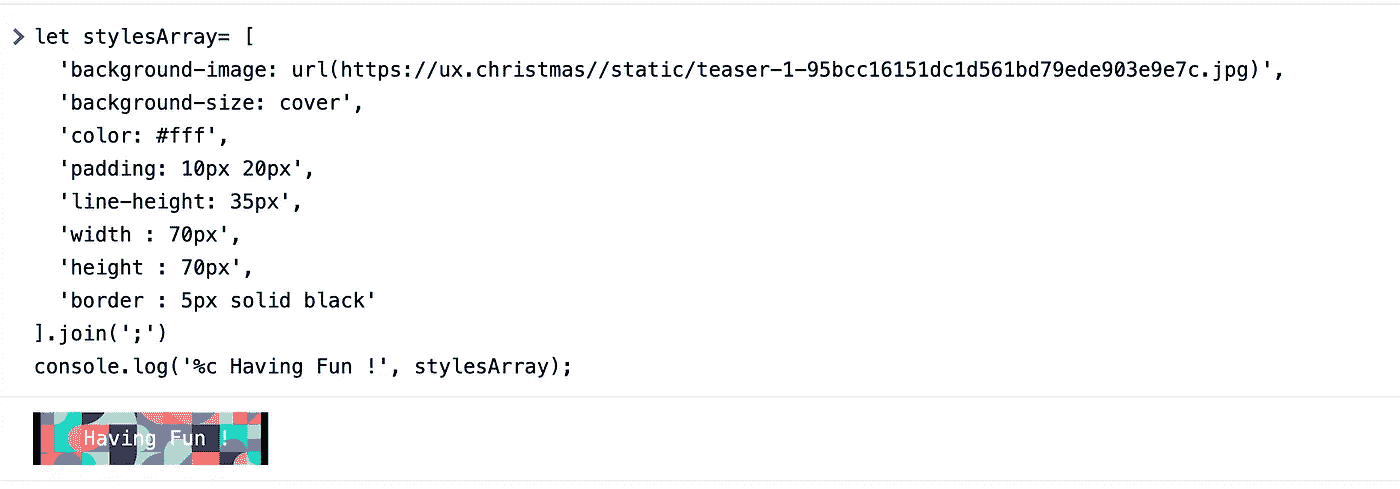 > let stylesArray= [
'background-image: url(https://ux.christmas//static/teaser-1-95bcc16151dc1d561bd79ede903e9e7c.jpg)',
'background-size: cover',
'color: #fff',
'padding: 10px 20px',
'line-height: 35px',
'width : 70px',
'height : 70px',
'border : 5px solid black'
].join(';')
console.log('%c Having Fun !', stylesArray);
Having Fun !